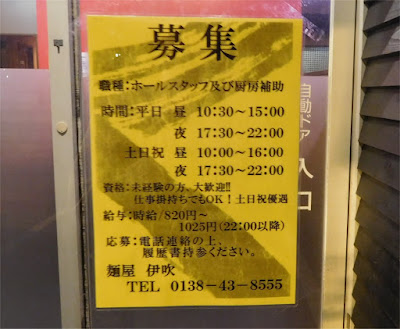 募集
職種：ホールスタッフ及び厨房補助
時間：平日 昼 10：30～15：00
夜 17：30～22：00
土日祝 昼 10：00～16：00
夜 17：30～22：00
資格：未経験の方、大歓迎!!
仕事掛持ちでもOK！土日祝優遇
給与：時給/820円～
1025円（22：00以降）
応募：電話連絡の上、
履歴書持参ください。
麺屋 伊吹
TEL 0138－43－8555
自動ドア
入口